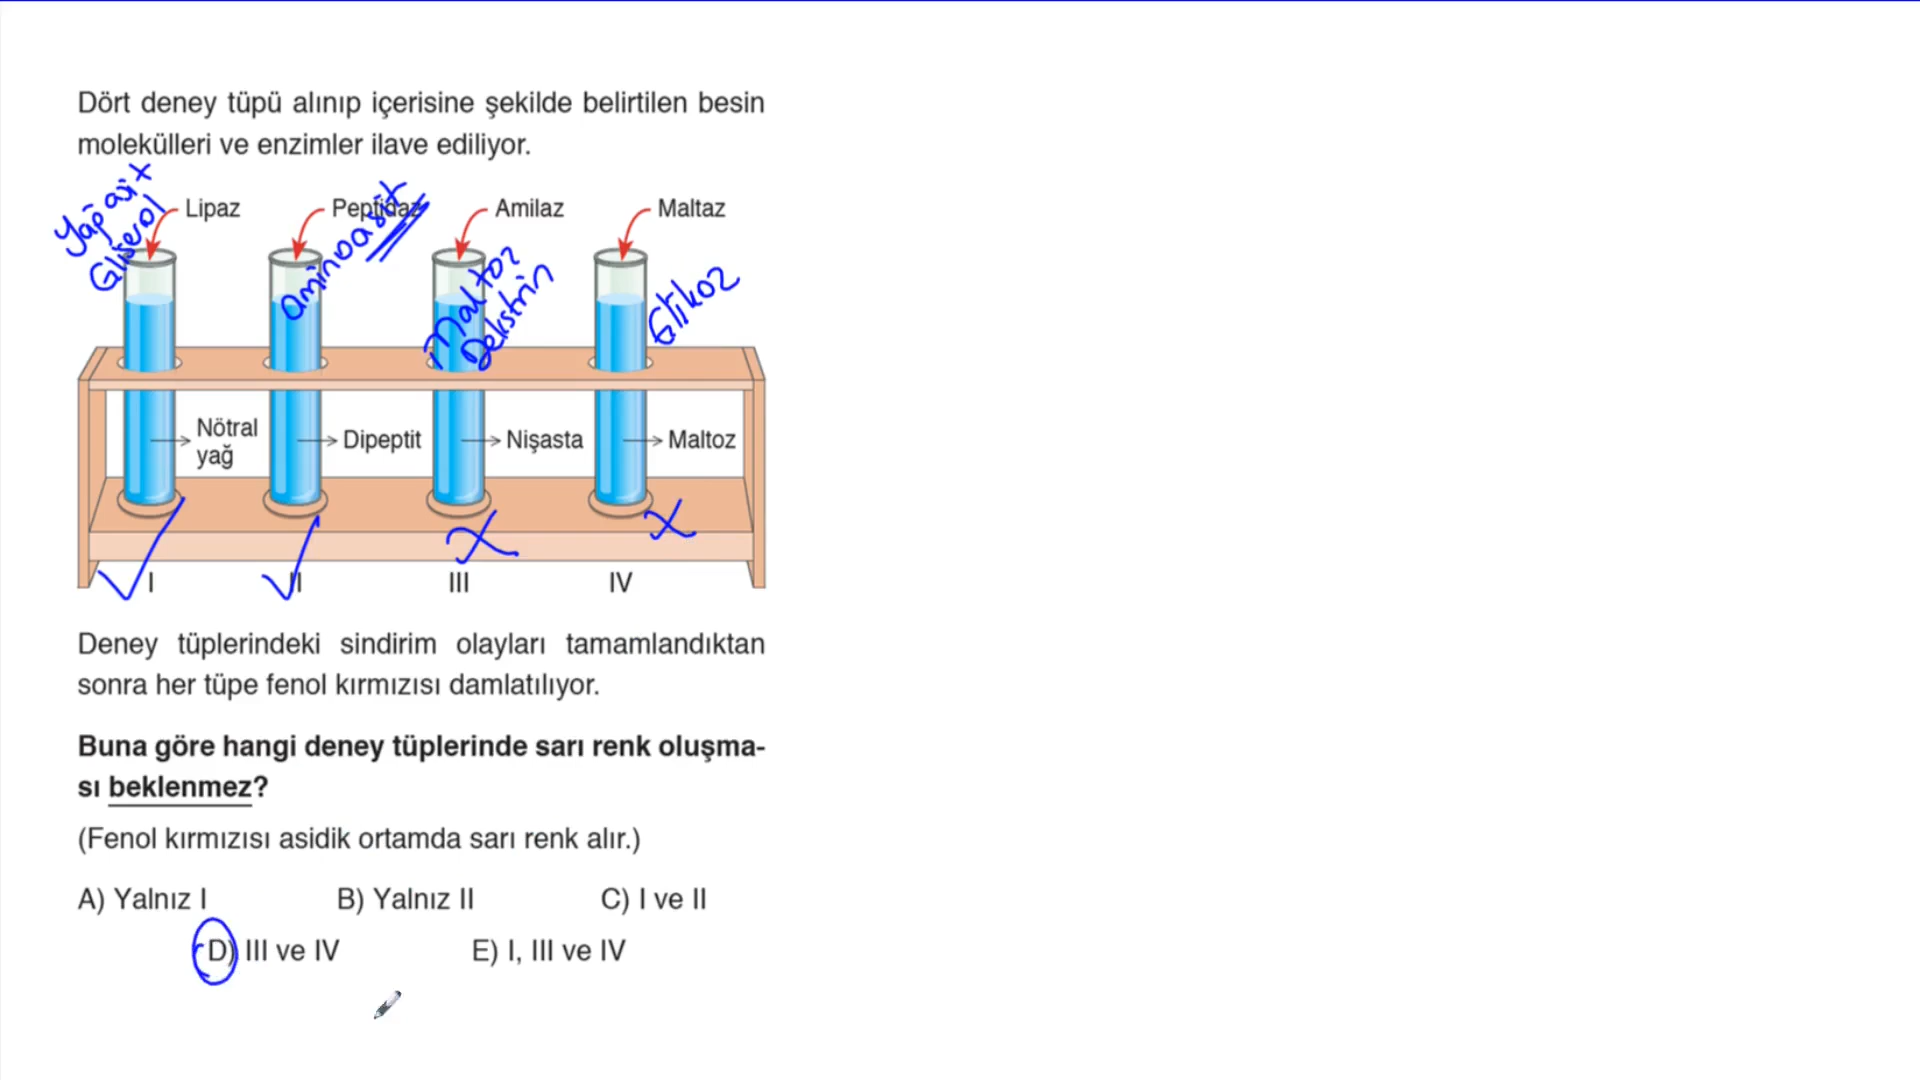 Dört deney tüpü alınıp içerisine şekilde belirtilen besin
molekülleri ve enzimler ilave ediliyor.
Yağ asit +
Gliserol
Lipaz
Peptidaz
Aminoasit
Amilaz
Maltoz
Dekstrin
Maltaz
Glikoz
Nötral
yağ
Dipeptit
Nişasta
Maltoz
I
II
III
IV
Deney tüplerindeki sindirim olayları tamamlandıktan
sonra her tüpe fenol kırmızısı damlatılıyor.
Buna göre hangi deney tüplerinde sarı renk oluşma-
sı beklenmez?
(Fenol kırmızısı asidik ortamda sarı renk alır.)
A) Yalnız I B) Yalnız II C) I ve II
D) III ve IV E) I, III ve IV